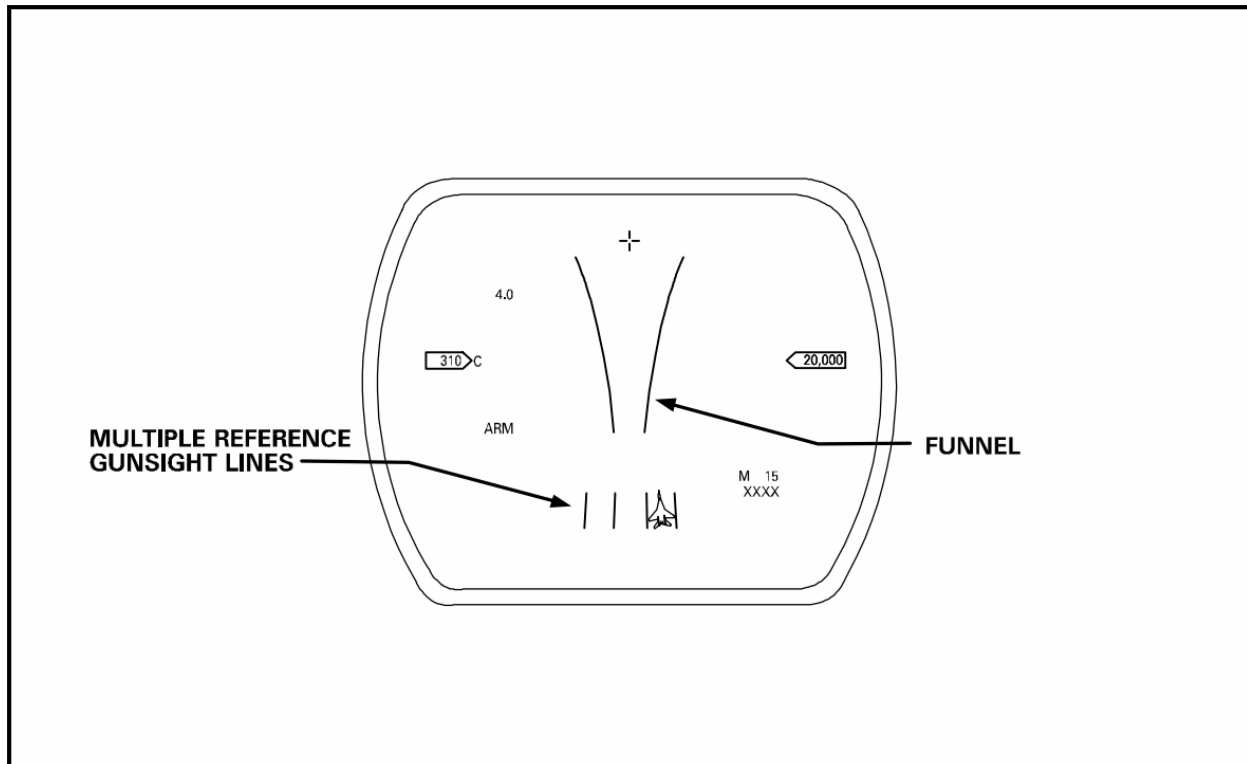 4.0
310 C
20,000
ARM
MULTIPLE REFERENCE
GUNSIGHT LINES
FUNNEL
M 15
XXXX